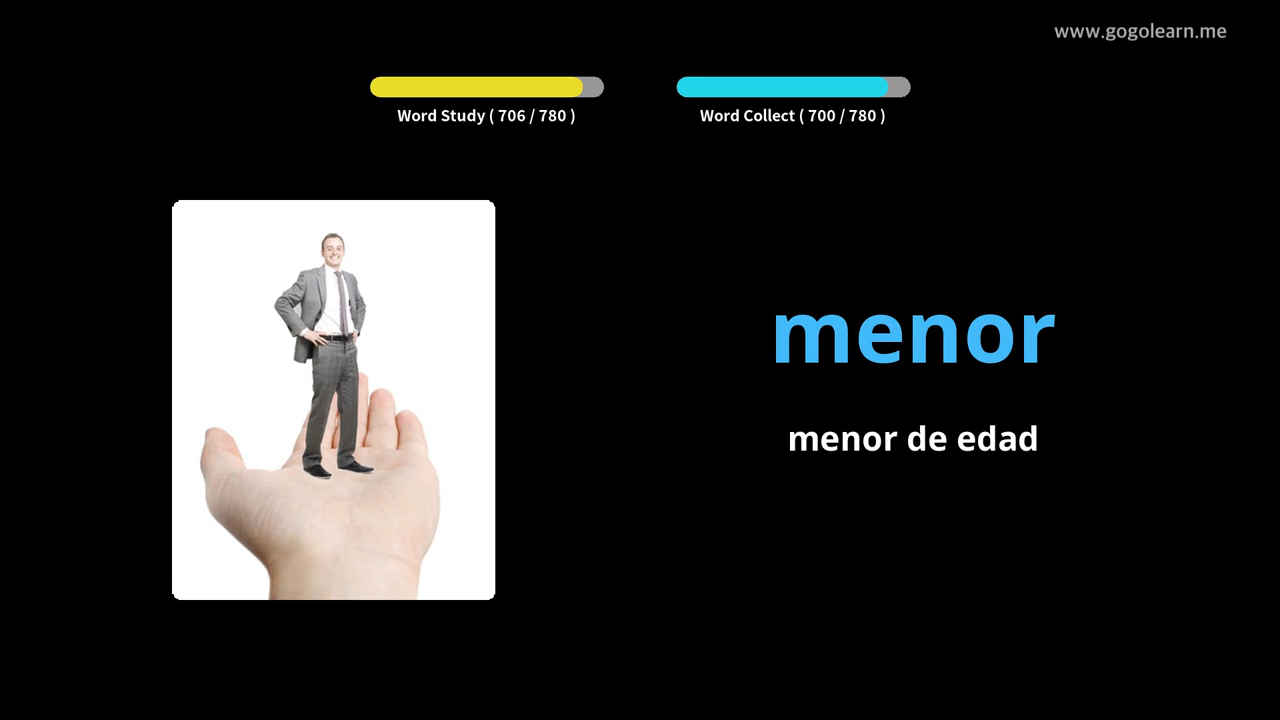 www.gogolearn.me
Word Study ( 706 / 780 )
Word Collect ( 700 / 780 )
menor
menor de edad